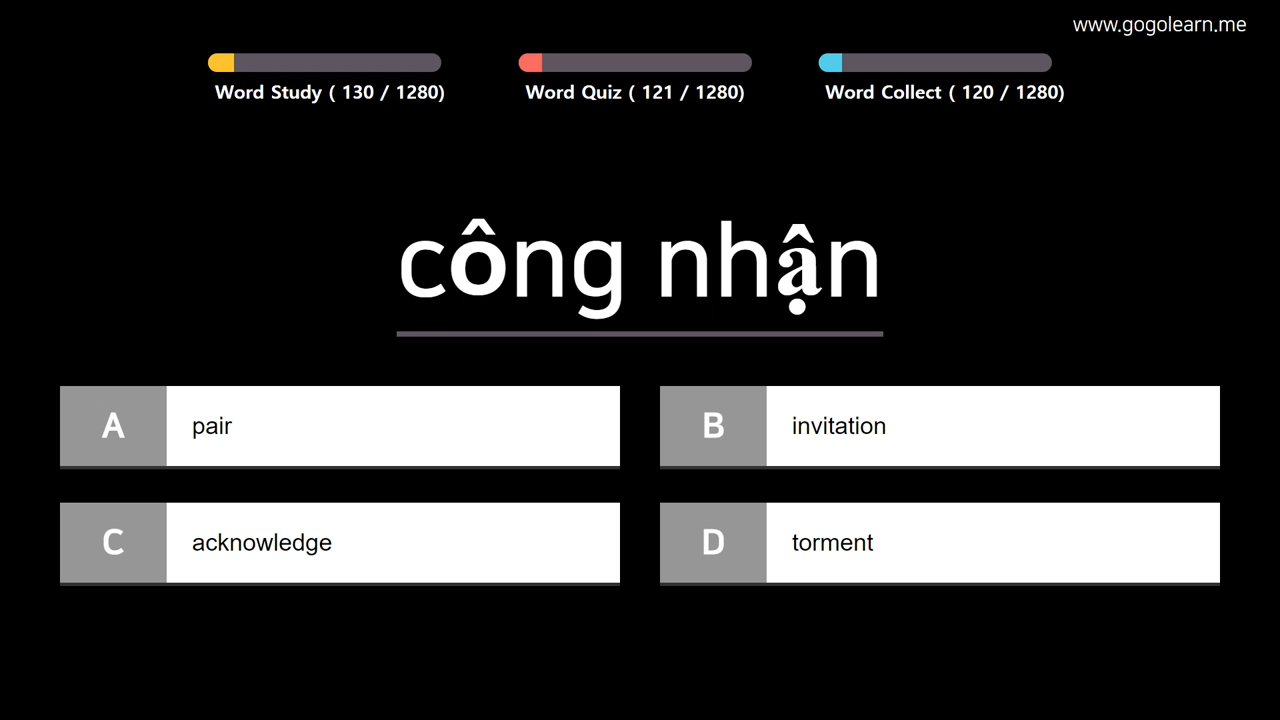 www.gogolearn.me
Word Study ( 130 / 1280)
Word Quiz ( 121 / 1280)
Word Collect ( 120 / 1280)
công nhận
A pair
B invitation
C acknowledge
D torment